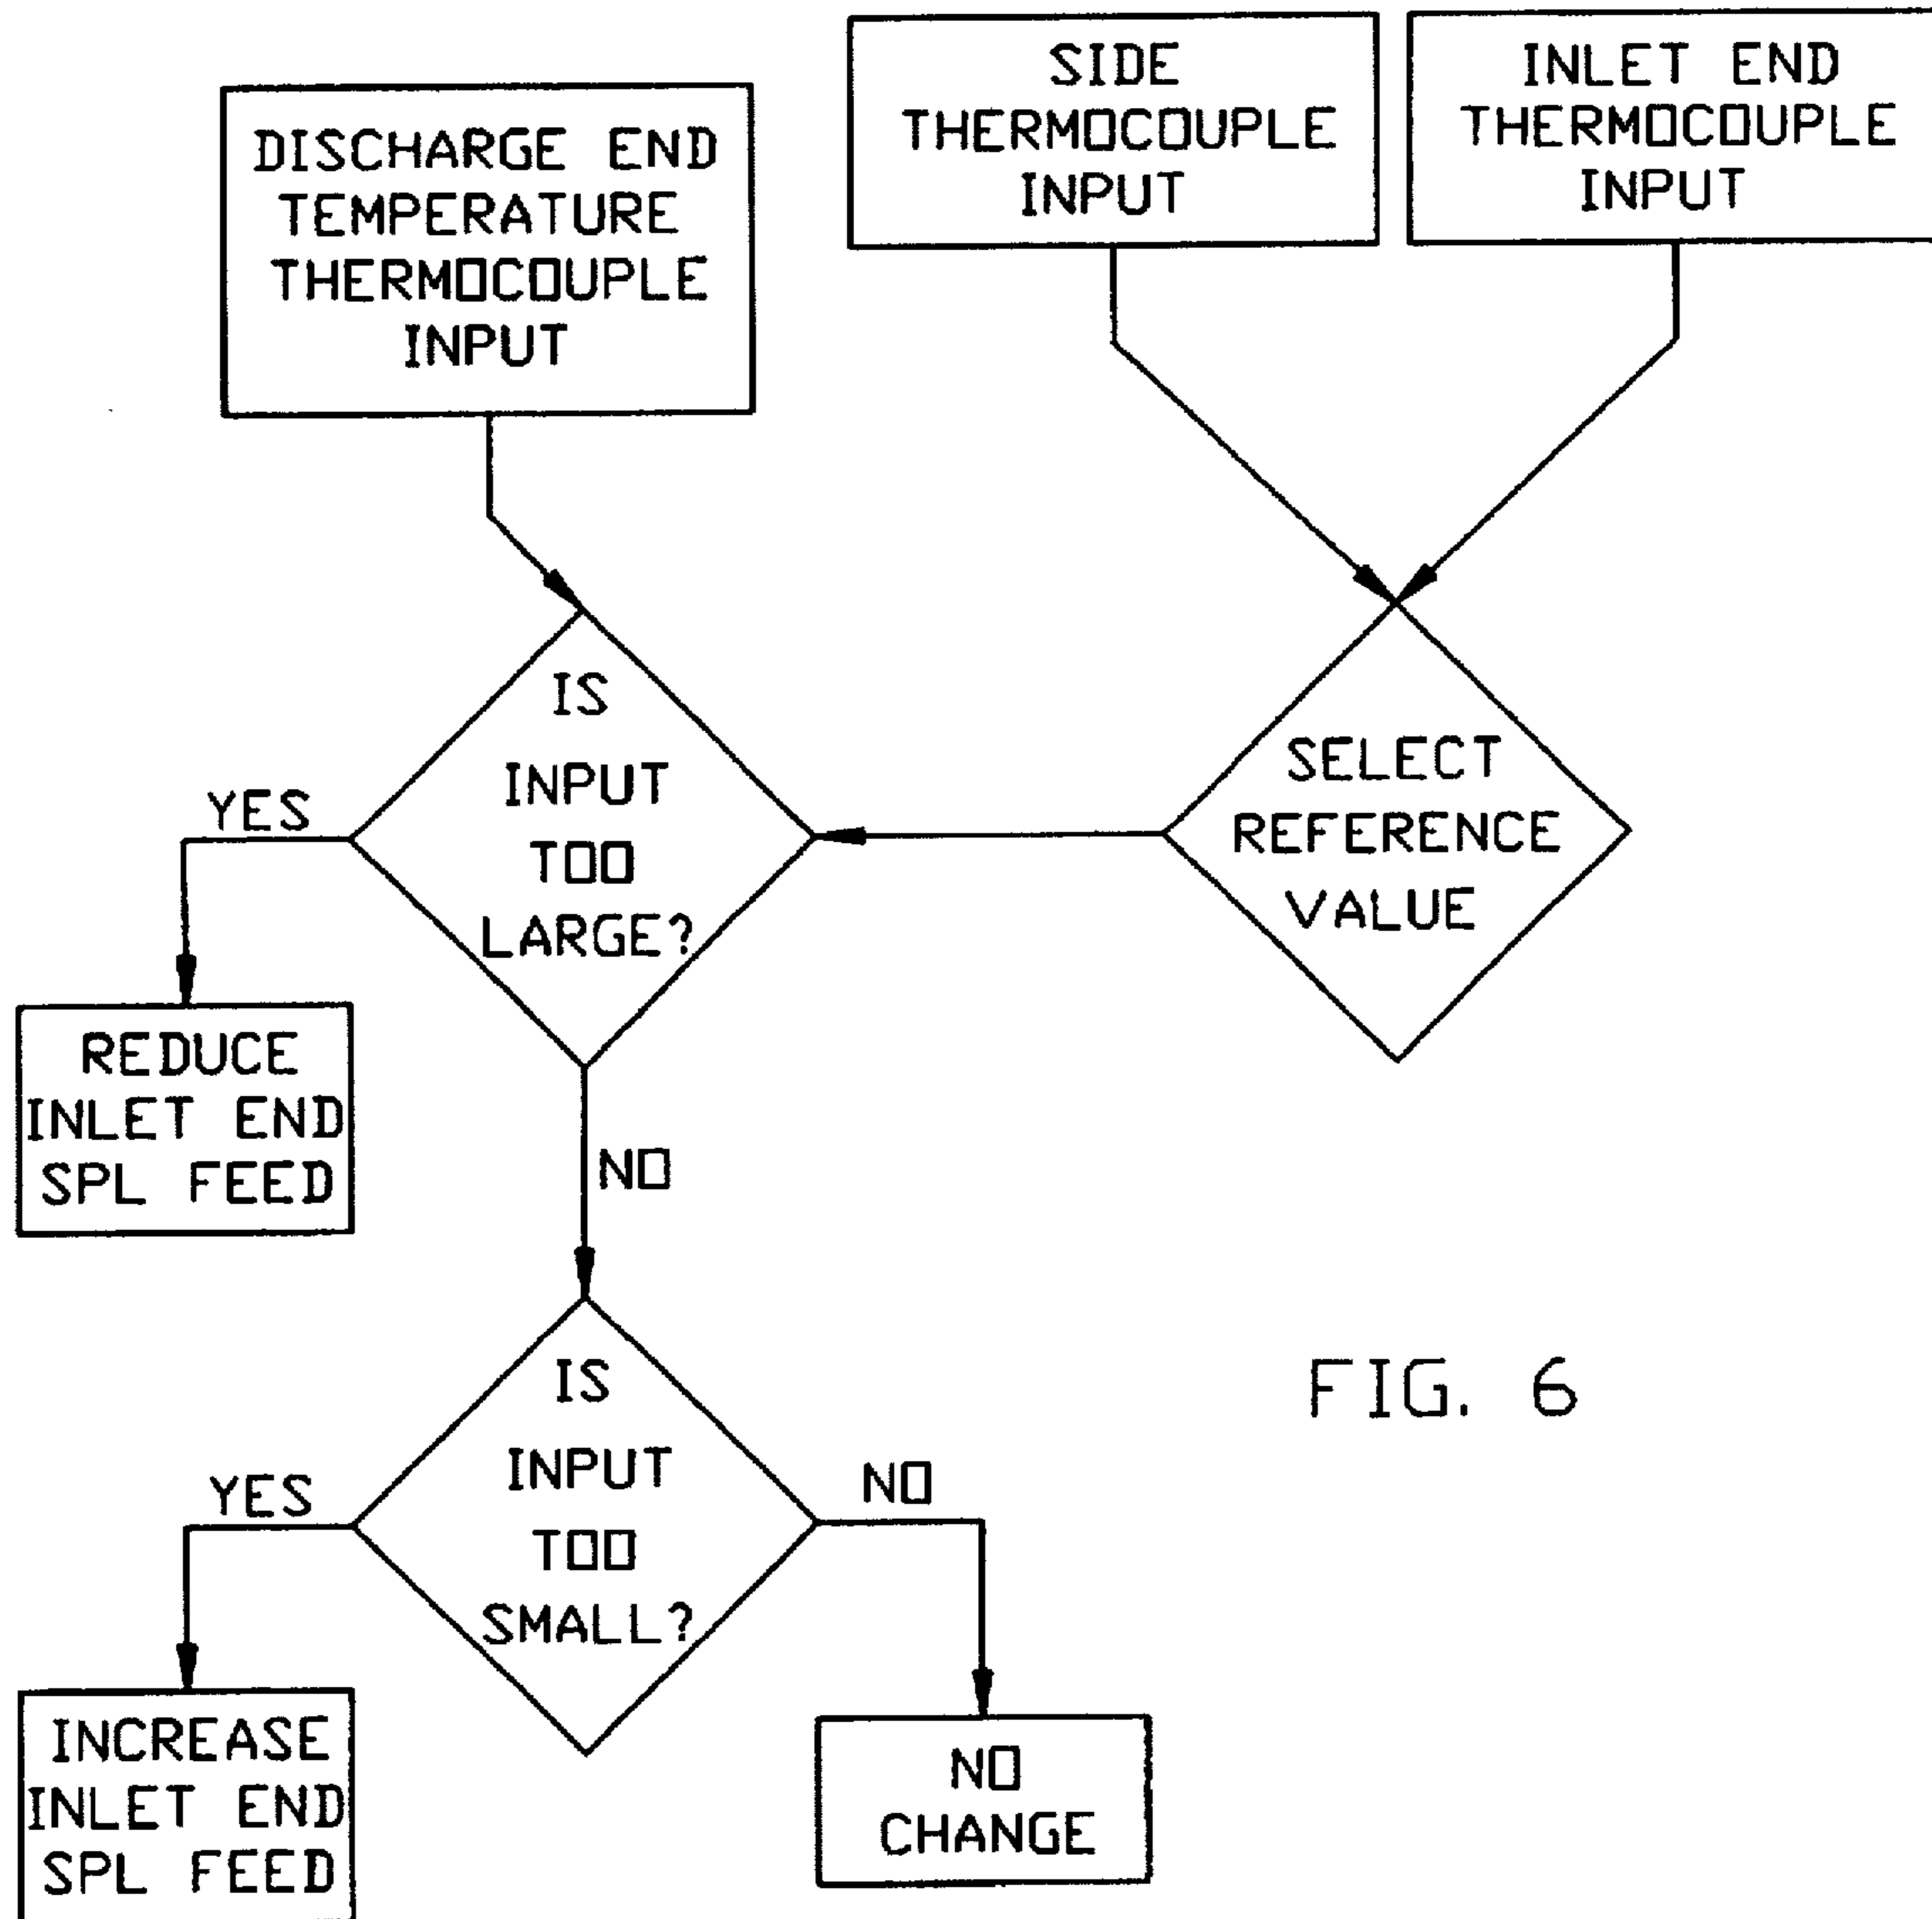 DISCHARGE END
TEMPERATURE
THERMOCOUPLE
INPUT
SIDE
THERMOCOUPLE
INPUT
INLET END
THERMOCOUPLE
INPUT
IS
INPUT
TOO
LARGE?
SELECT
REFERENCE
VALUE
YES
REDUCE
INLET END
SPL FEED
NO
IS
INPUT
TOO
SMALL?
YES
NO
INCREASE
INLET END
SPL FEED
NO
CHANGE
FIG. 6